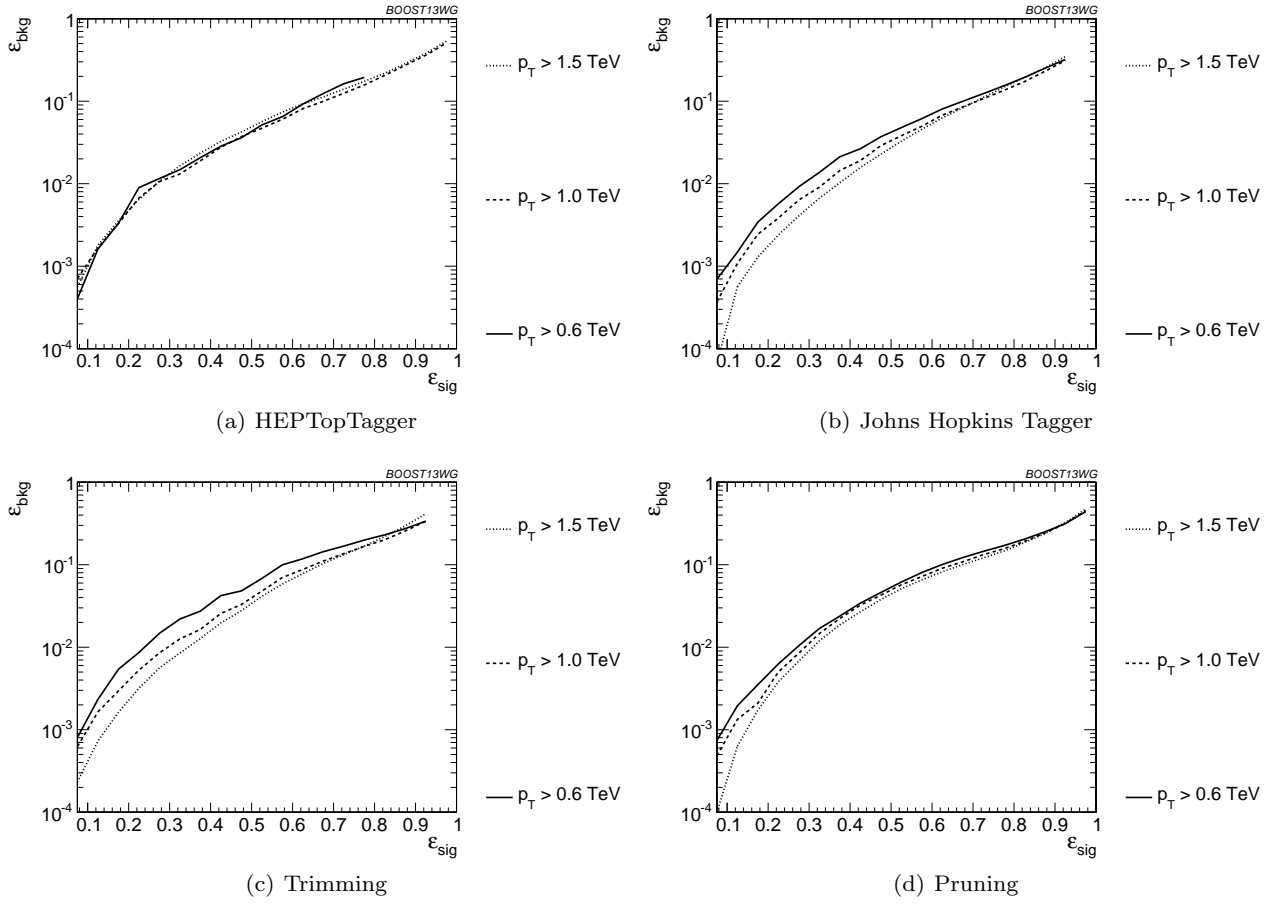 BOOST13WG
ε_bkg
1
10^-1
10^-2
10^-3
10^-4
0.1 0.2 0.3 0.4 0.5 0.6 0.7 0.8 0.9 1
ε_sig
p_T > 1.5 TeV
p_T > 1.0 TeV
p_T > 0.6 TeV
(a) HEPTopTagger
BOOST13WG
ε_bkg
1
10^-1
10^-2
10^-3
10^-4
0.1 0.2 0.3 0.4 0.5 0.6 0.7 0.8 0.9 1
ε_sig
p_T > 1.5 TeV
p_T > 1.0 TeV
p_T > 0.6 TeV
(b) Johns Hopkins Tagger
BOOST13WG
ε_bkg
1
10^-1
10^-2
10^-3
10^-4
0.1 0.2 0.3 0.4 0.5 0.6 0.7 0.8 0.9 1
ε_sig
p_T > 1.5 TeV
p_T > 1.0 TeV
p_T > 0.6 TeV
(c) Trimming
BOOST13WG
ε_bkg
1
10^-1
10^-2
10^-3
10^-4
0.1 0.2 0.3 0.4 0.5 0.6 0.7 0.8 0.9 1
ε_sig
p_T > 1.5 TeV
p_T > 1.0 TeV
p_T > 0.6 TeV
(d) Pruning